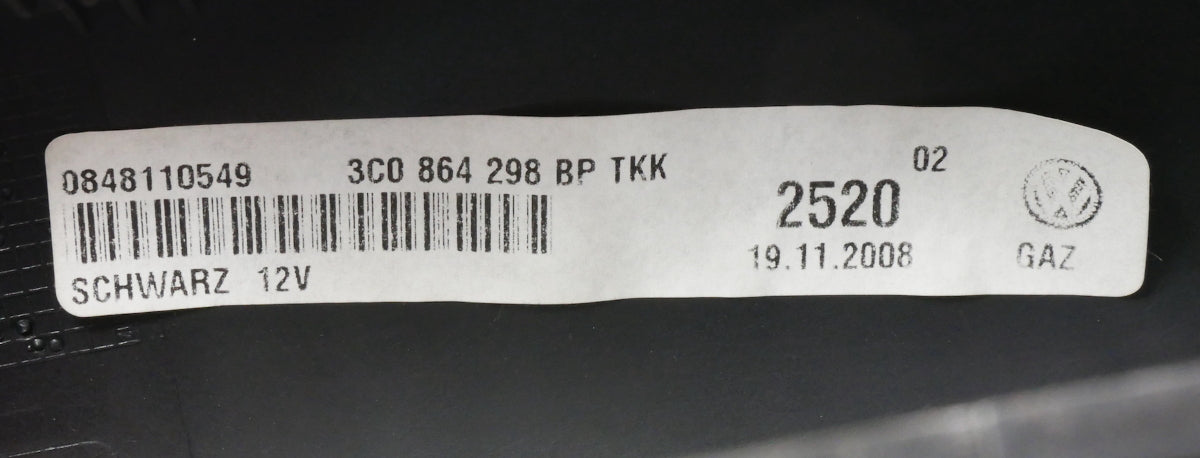 0848110549 3C0 864 298 BP TKK
02
2520
19.11.2008
GAZ
SCHWARZ 12V